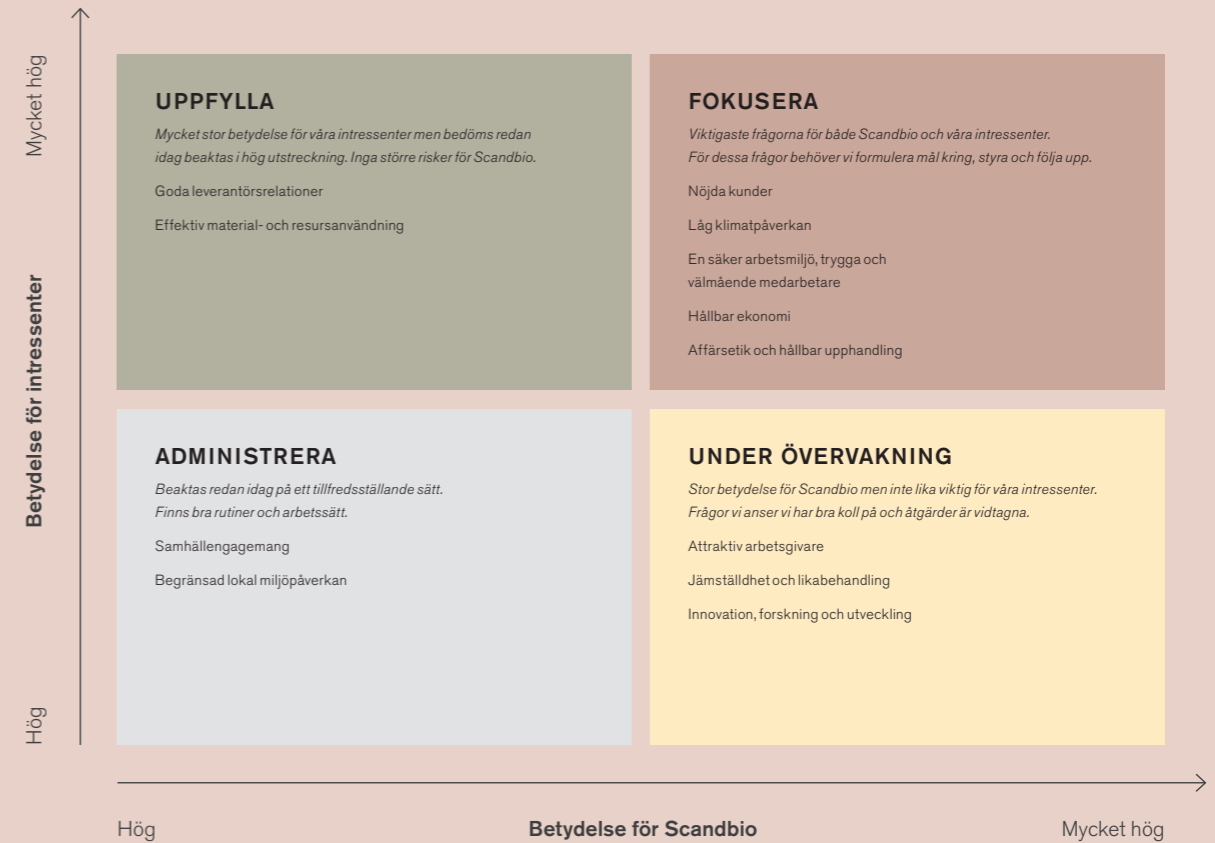 Mycket hög
Betydelse för intressenter
Hög
UPPFYLLA
Mycket stor betydelse för våra intressenter men bedöms redan
idag beaktas i hög utstreckning. Inga större risker för Scandbio.
Goda leverantörsrelationer
Effektiv material- och resursanvändning
FOKUSERA
Viktigaste frågorna för både Scandbio och våra intressenter.
För dessa frågor behöver vi formulera mål kring, styra och följa upp.
Nöjda kunder
Låg klimatpåverkan
En säker arbetsmiljö, trygga och
välmående medarbetare
Hållbar ekonomi
Affärsetik och hållbar upphandling
ADMINISTRERA
Beaktas redan idag på ett tillfredsställande sätt.
Finns bra rutiner och arbetssätt.
Samhällengagemang
Begränsad lokal miljöpåverkan
UNDER ÖVERVAKNING
Stor betydelse för Scandbio men inte lika viktig för våra intressenter.
Frågor vi anser vi har bra koll på och åtgärder är vidtagna.
Attraktiv arbetsgivare
Jämställdhet och likabehandling
Innovation, forskning och utveckling
Hög
Betydelse för Scandbio
Mycket hög